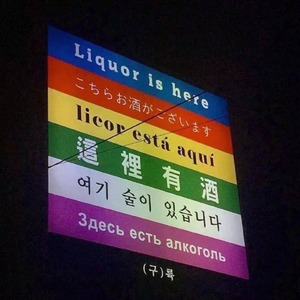 Liquor is here
こちらお酒がございます
licor está aquí
這裡有酒
여기 술이 있습니다
Здесь есть алкоголь
(구)룩